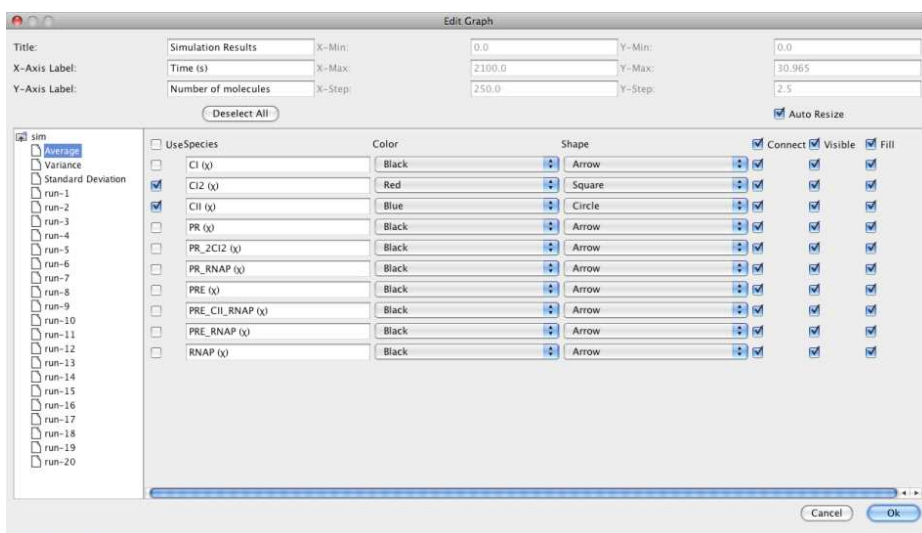 Edit Graph
Title: Simulation Results X-Min: 0.0 Y-Min: 0.0
X-Axis Label: Time (s) X-Max: 2100.0 Y-Max: 30.965
Y-Axis Label: Number of molecules X-Step: 250.0 Y-Step: 2.5
Deselect All Auto Resize
sim
Average
Variance
Standard Deviation
run-1
run-2
run-3
run-4
run-5
run-6
run-7
run-8
run-9
run-10
run-11
run-12
run-13
run-14
run-15
run-16
run-17
run-18
run-19
run-20
Use Species Color Shape Connect Visible Fill
CI (χ) Black Arrow
CI2 (χ) Red Square
CII (χ) Blue Circle
PR (χ) Black Arrow
PR_2CI2 (χ) Black Arrow
PR_RNAP (χ) Black Arrow
PRE (χ) Black Arrow
PRE_CII_RNAP (χ) Black Arrow
PRE_RNAP (χ) Black Arrow
RNAP (χ) Black Arrow
Cancel Ok